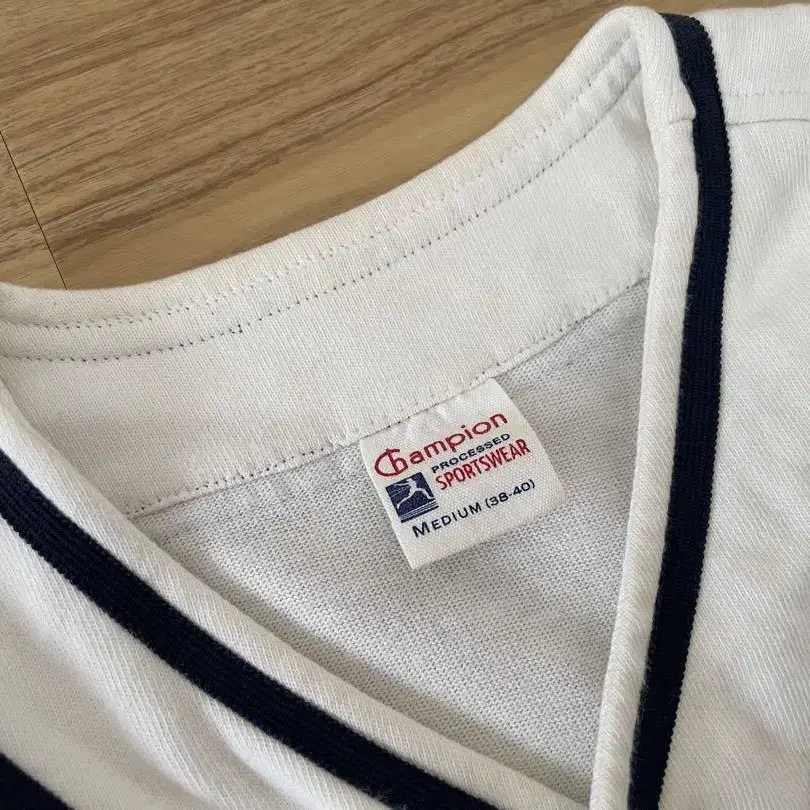 Champion
PROCESSED
SPORTSWEAR
MEDIUM (38-40)